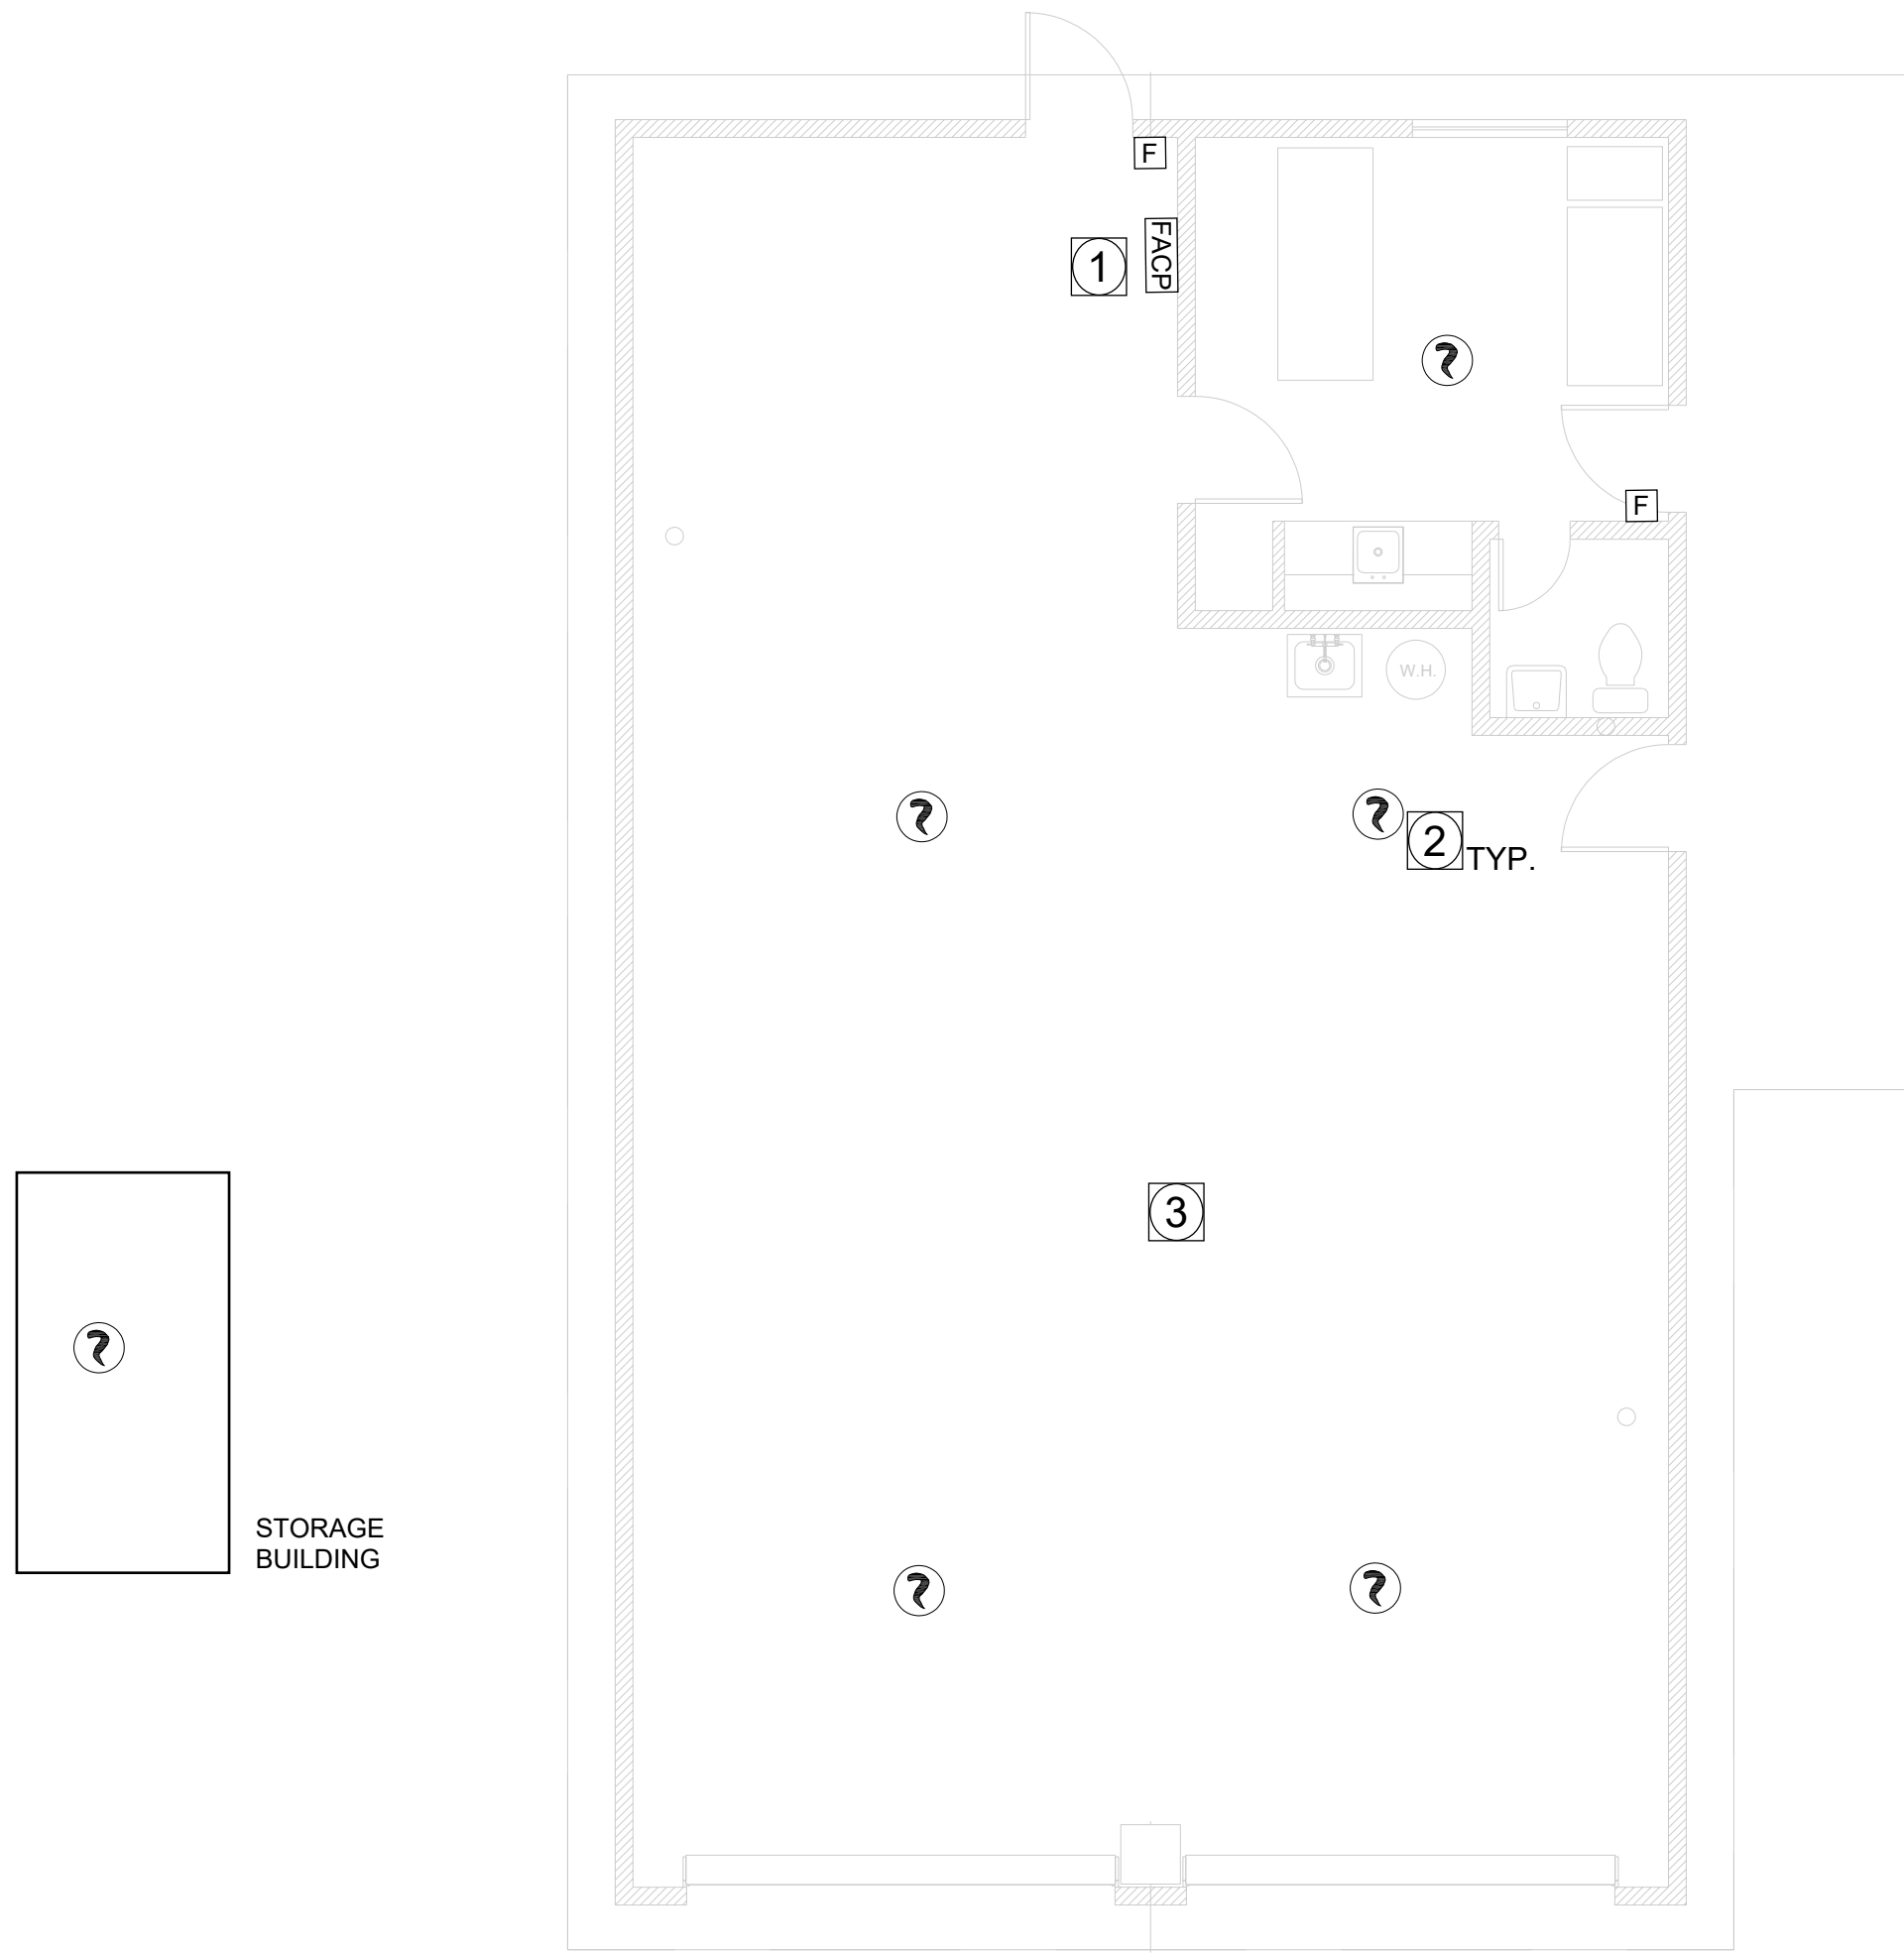 F
1
FACP
F
W.H.
2
TYP.
3
STORAGE
BUILDING